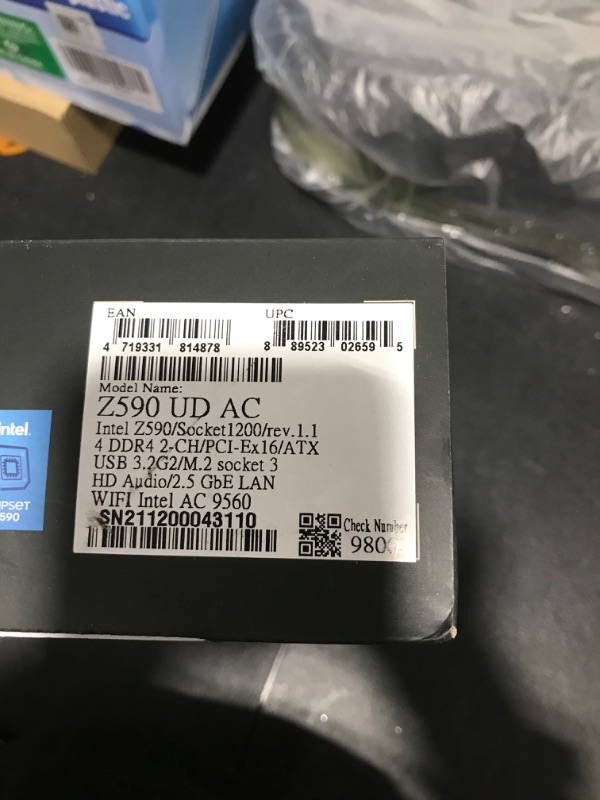 EAN
UPC
4 719331 814878
8 89523 02659 5
Model Name:
Z590 UD AC
Intel Z590/Socket1200/rev.1.1
4 DDR4 2-CH/PCI-Ex16/ATX
USB 3.2G2/M.2 socket 3
HD Audio/2.5 GbE LAN
WIFI Intel AC 9560
SN211200043110
Check Number
980
intel.